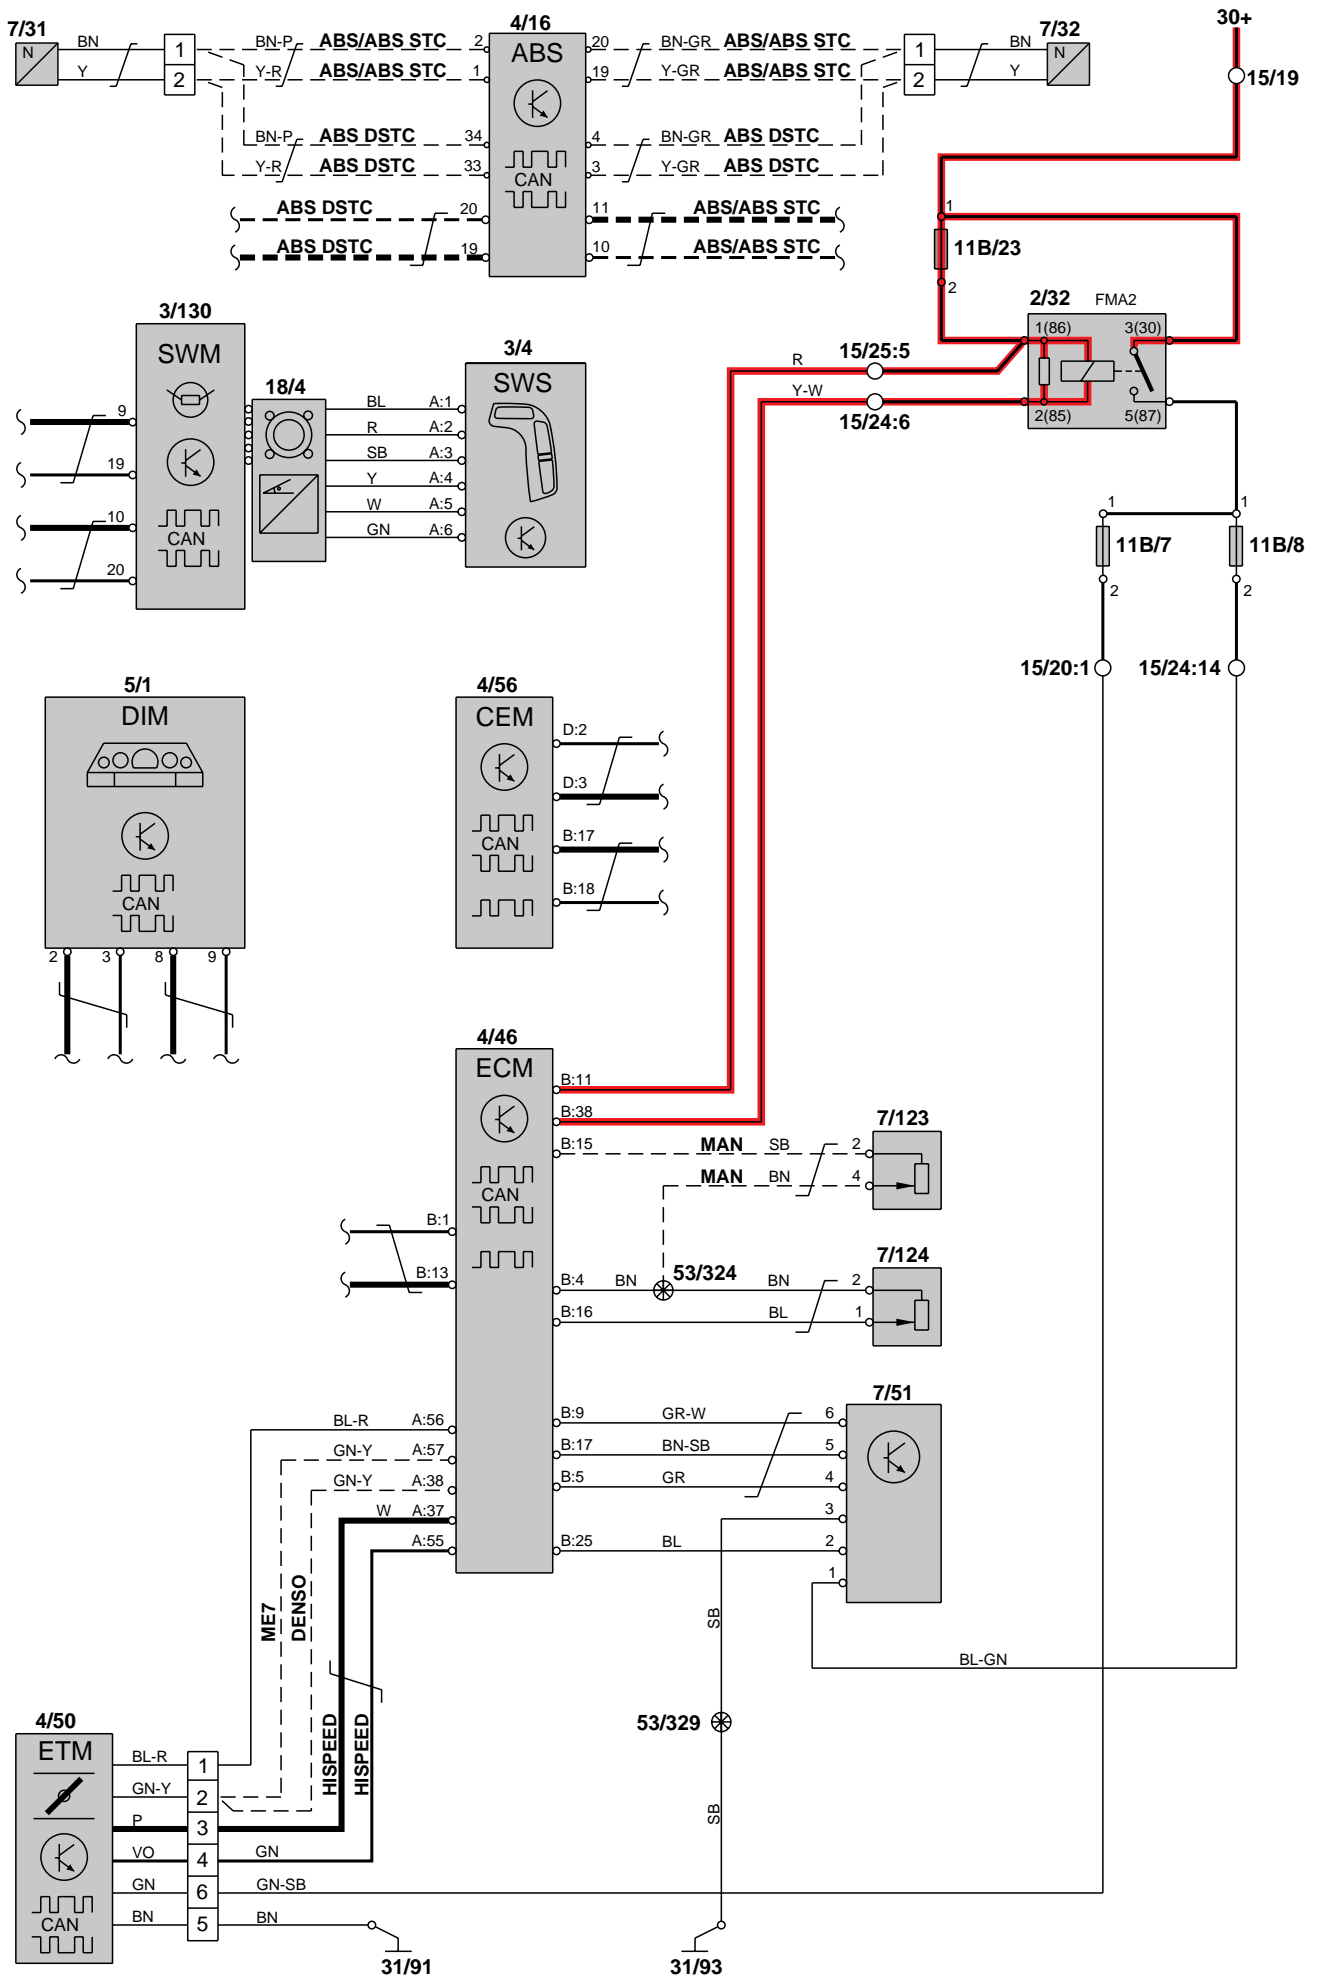 7/31
4/16
7/32
30+
N
BN
1
BN-P
ABS/ABS STC
2
ABS
20
BN-GR
ABS/ABS STC
1
BN
N
Y
2
Y-R
ABS/ABS STC
1
19
Y-GR
ABS/ABS STC
2
Y
15/19
BN-P
ABS DSTC
34
4
BN-GR
ABS DSTC
Y-R
ABS DSTC
33
CAN
3
Y-GR
ABS DSTC
ABS DSTC
20
11
ABS/ABS STC
1
ABS DSTC
19
10
ABS/ABS STC
11B/23
2
3/130
2/32
FMA2
SWM
1(86)
3(30)
3/4
15/25:5
R
SWS
18/4
Y-W
9
BL
A:1
15/24:6
2(85)
5(87)
R
A:2
19
SB
A:3
Y
A:4
10
W
A:5
1
1
CAN
GN
A:6
11B/7
11B/8
20
2
2
15/20:1
15/24:14
5/1
4/56
DIM
CEM
D:2
D:3
B:17
CAN
CAN
B:18
2
3
8
9
4/46
ECM
B:11
B:38
7/123
B:15
MAN
SB
2
MAN
BN
4
CAN
B:1
7/124
B:13
B:4
BN
53/324
BN
2
B:16
BL
1
7/51
BL-R
A:56
B:9
GR-W
6
GN-Y
A:57
B:17
BN-SB
5
GN-Y
A:38
B:5
GR
4
W
A:37
3
A:55
B:25
BL
2
1
ME7
DENSO
SB
BL-GN
HISPEED
HISPEED
53/329
4/50
ETM
BL-R
1
GN-Y
2
P
3
SB
VO
4
GN
GN
6
GN-SB
CAN
BN
5
BN
31/91
31/93